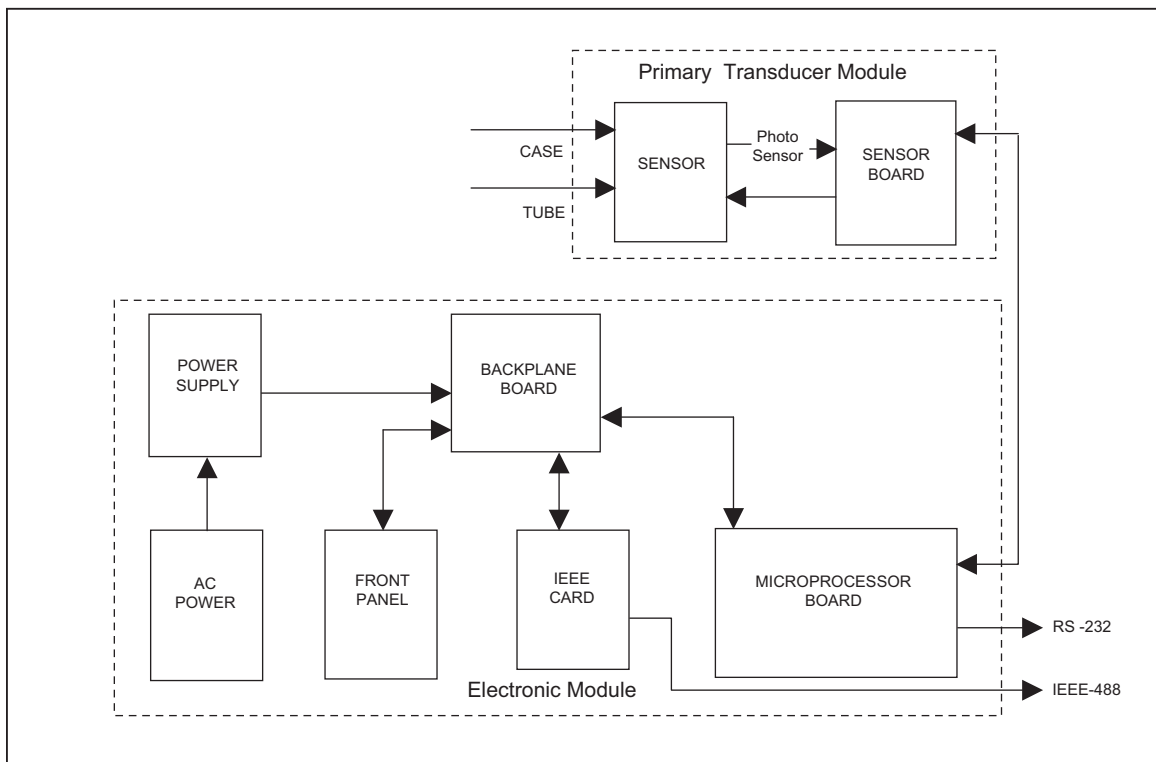 Primary Transducer Module
CASE
TUBE
SENSOR
Photo
Sensor
SENSOR
BOARD
POWER
SUPPLY
BACKPLANE
BOARD
AC
POWER
FRONT
PANEL
IEEE
CARD
MICROPROCESSOR
BOARD
RS -232
IEEE-488
Electronic Module